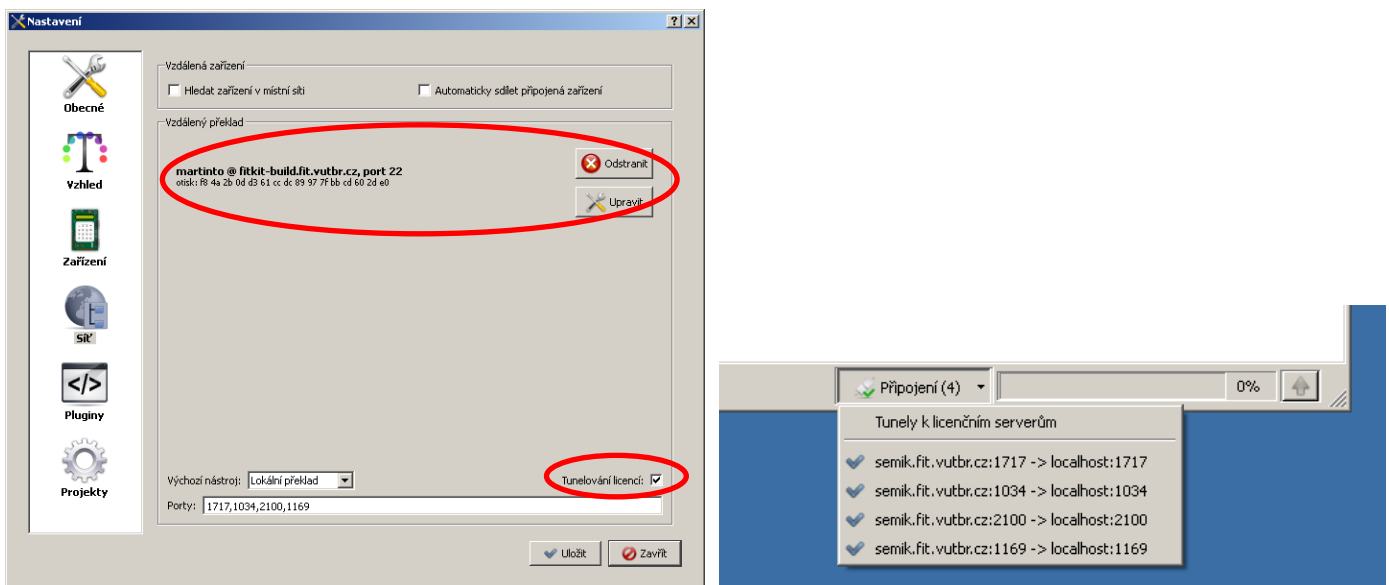 Nastavení
Obecné
Vzhled
Zařízení
Síť
Pluginy
Projekty
Vzdálená zařízení
Hledat zařízení v místní síti
Automaticky sdílet připojená zařízení
Vzdálený překlad
martinto @ fitkit-build.fit.vutbr.cz, port 22
otisk: f8 4a 2b 0d d3 61 cc dc 89 97 7f bb cd 60 2d e0
Odstranit
Upravit
Výchozí nástroj: Lokální překlad
Tunelování licencí:
Porty: 1717,1034,2100,1169
Uložit
Zavřít
Připojení (4)
0%
Tunely k licenčním serverům
semik.fit.vutbr.cz:1717 -> localhost:1717
semik.fit.vutbr.cz:1034 -> localhost:1034
semik.fit.vutbr.cz:2100 -> localhost:2100
semik.fit.vutbr.cz:1169 -> localhost:1169